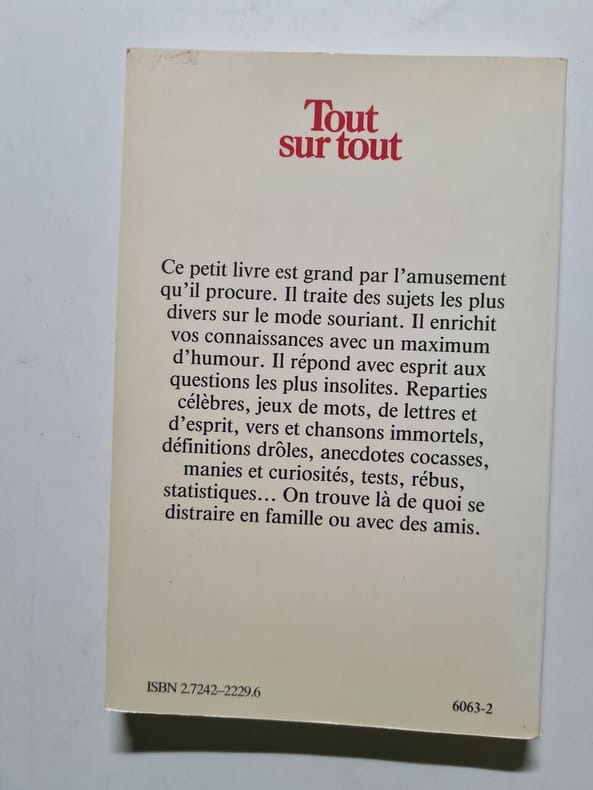 Tout
sur tout
Ce petit livre est grand par l'amusement
qu'il procure. Il traite des sujets les plus
divers sur le mode souriant. Il enrichit
vos connaissances avec un maximum
d'humour. Il répond avec esprit aux
questions les plus insolites. Reparties
célèbres, jeux de mots, de lettres et
d'esprit, vers et chansons immortels,
définitions drôles, anecdotes cocasses,
manies et curiosités, tests, rébus,
statistiques... On trouve là de quoi se
distraire en famille ou avec des amis.
ISBN 2.7242–2229.6
6063-2